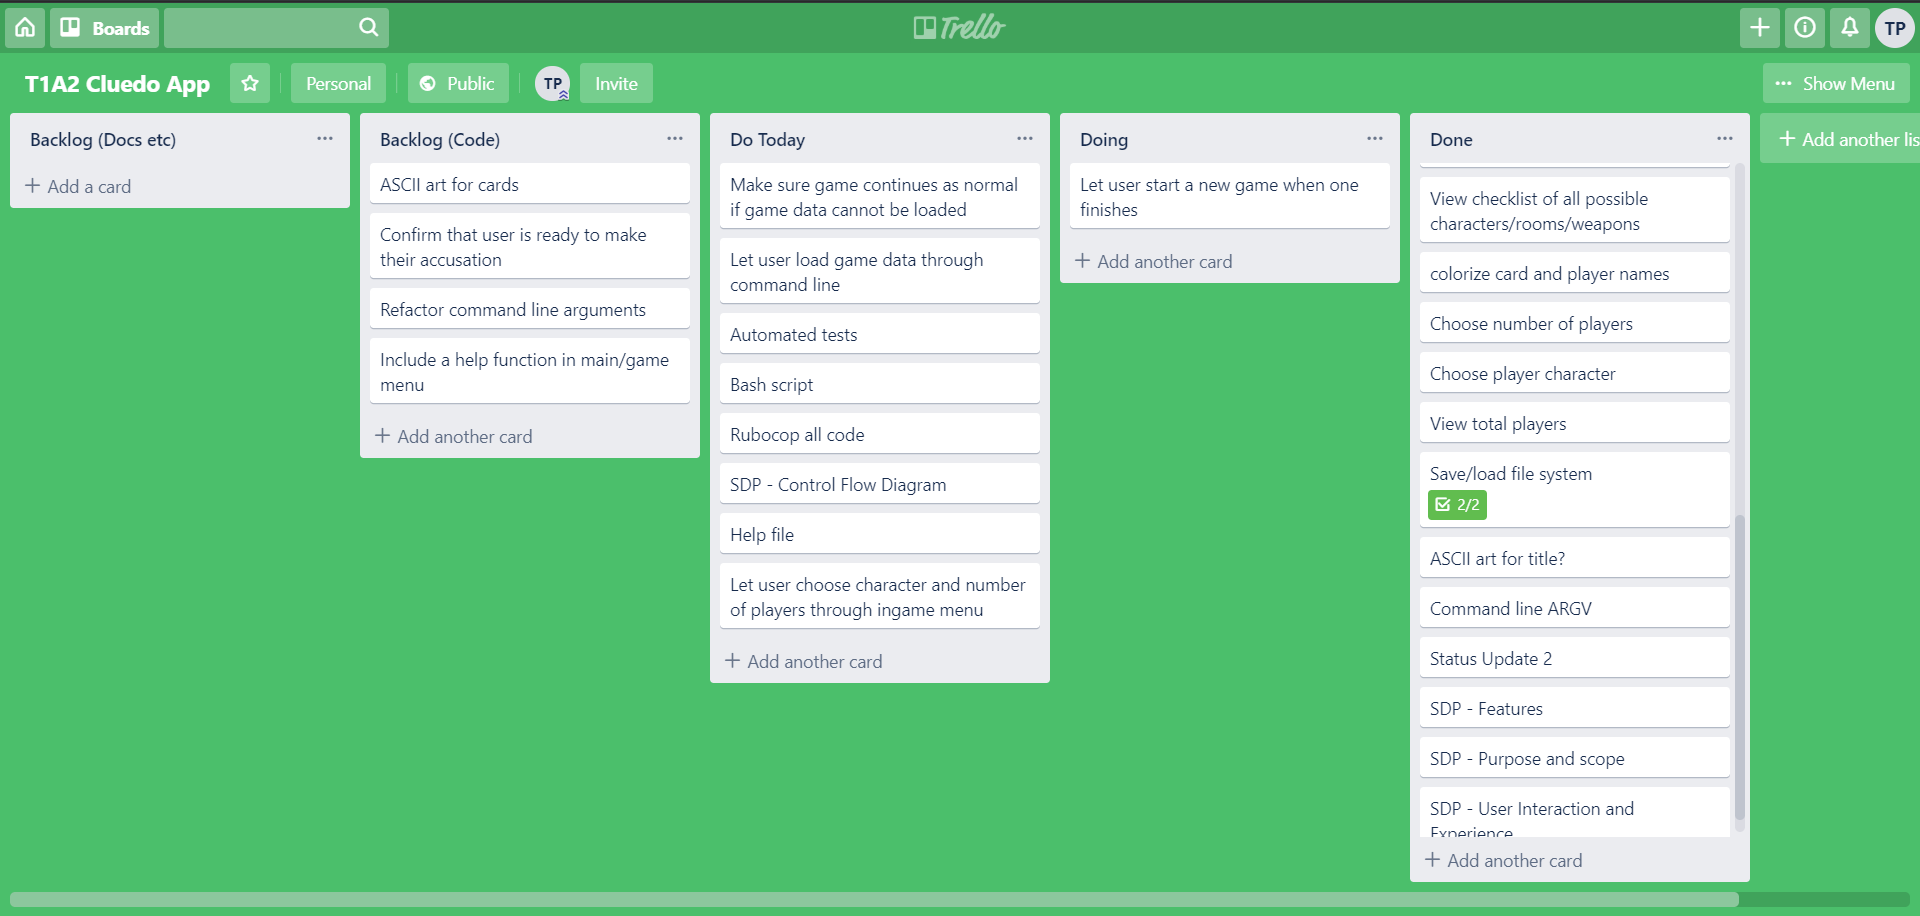 Boards
Trello
TP
T1A2 Cluedo App
Personal
Public
TP
Invite
Show Menu
Backlog (Docs etc)
Add a card
Backlog (Code)
ASCII art for cards
Confirm that user is ready to make
their accusation
Refactor command line arguments
Include a help function in main/game
menu
Add another card
Do Today
Make sure game continues as normal
if game data cannot be loaded
Let user load game data through
command line
Automated tests
Bash script
Rubocop all code
SDP - Control Flow Diagram
Help file
Let user choose character and number
of players through ingame menu
Add another card
Doing
Let user start a new game when one
finishes
Add another card
Done
View checklist of all possible
characters/rooms/weapons
colorize card and player names
Choose number of players
Choose player character
View total players
Save/load file system
2/2
ASCII art for title?
Command line ARGV
Status Update 2
SDP - Features
SDP - Purpose and scope
SDP - User Interaction and
Experience
Add another card
Add another lis